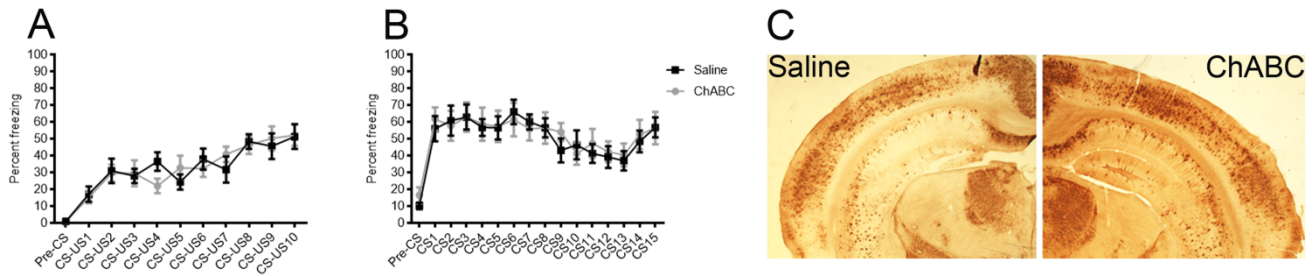 A
Percent freezing
100
90
80
70
60
50
40
30
20
10
0
Pre-CS
CS-US1
CS-US2
CS-US3
CS-US4
CS-US5
CS-US6
CS-US7
CS-US8
CS-US9
CS-US10
B
Percent freezing
100
90
80
70
60
50
40
30
20
10
0
Pre-CS
CS1
CS2
CS3
CS4
CS5
CS6
CS7
CS8
CS9
CS10
CS11
CS12
CS13
CS14
CS15
Saline
ChABC
C
Saline
ChABC